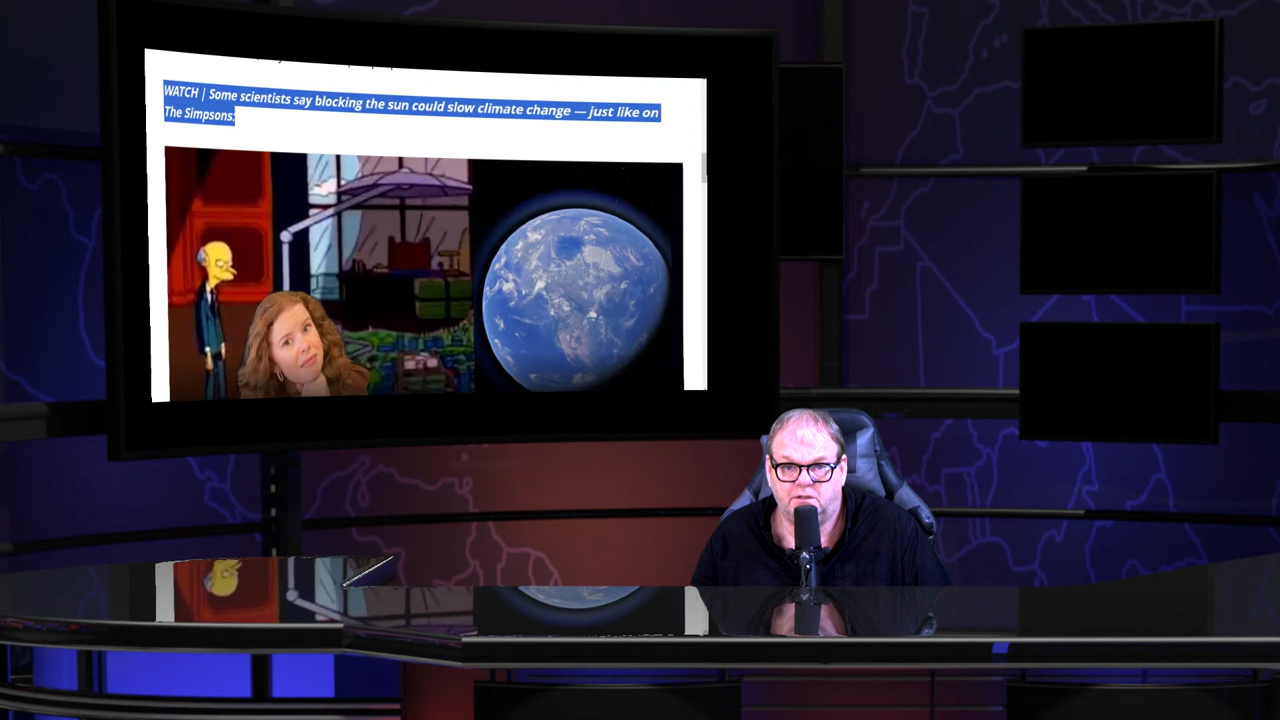 WATCH | Some scientists say blocking the sun could slow climate change — just like on
The Simpsons: